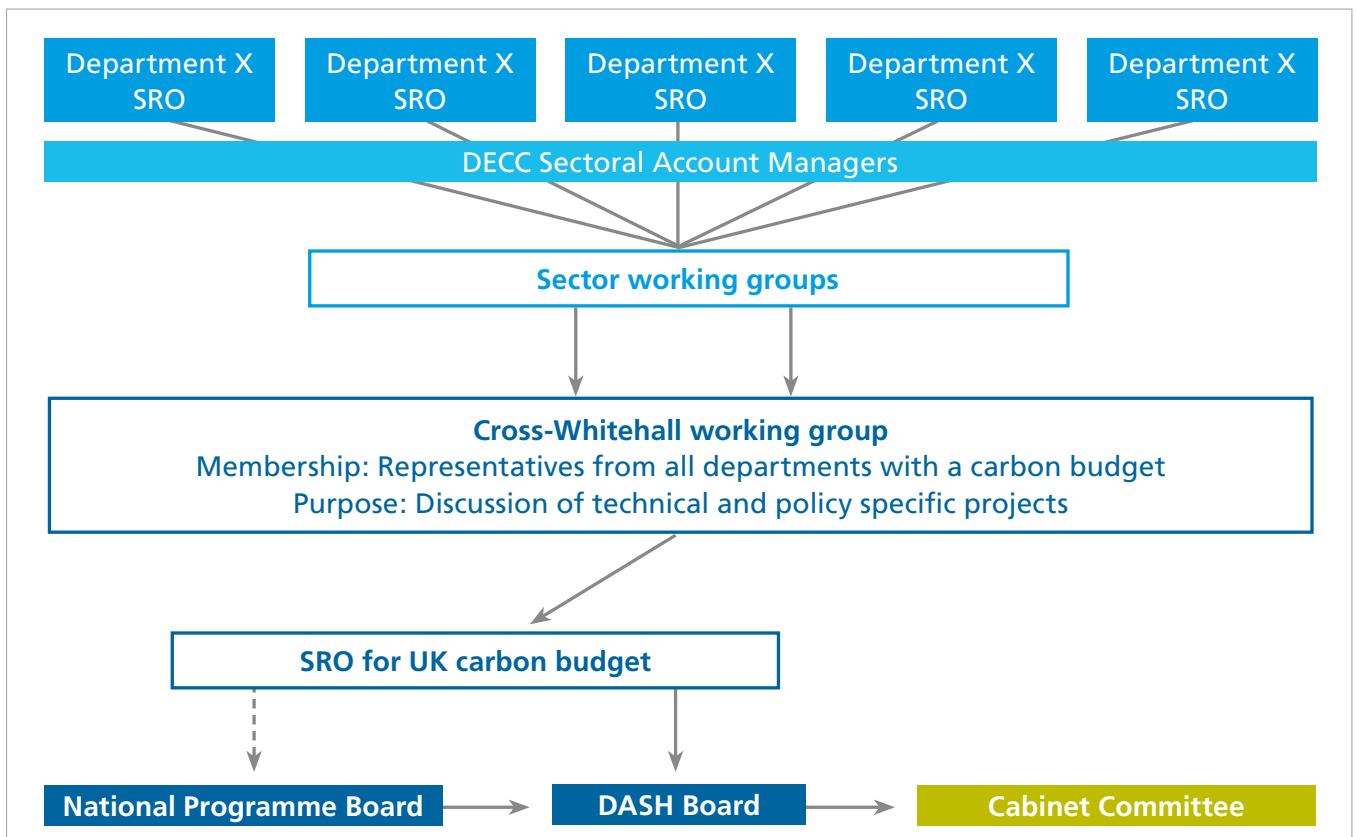 Department X
SRO
Department X
SRO
Department X
SRO
Department X
SRO
Department X
SRO
DECC Sectoral Account Managers
Sector working groups
Cross-Whitehall working group
Membership: Representatives from all departments with a carbon budget
Purpose: Discussion of technical and policy specific projects
SRO for UK carbon budget
National Programme Board
DASH Board
Cabinet Committee